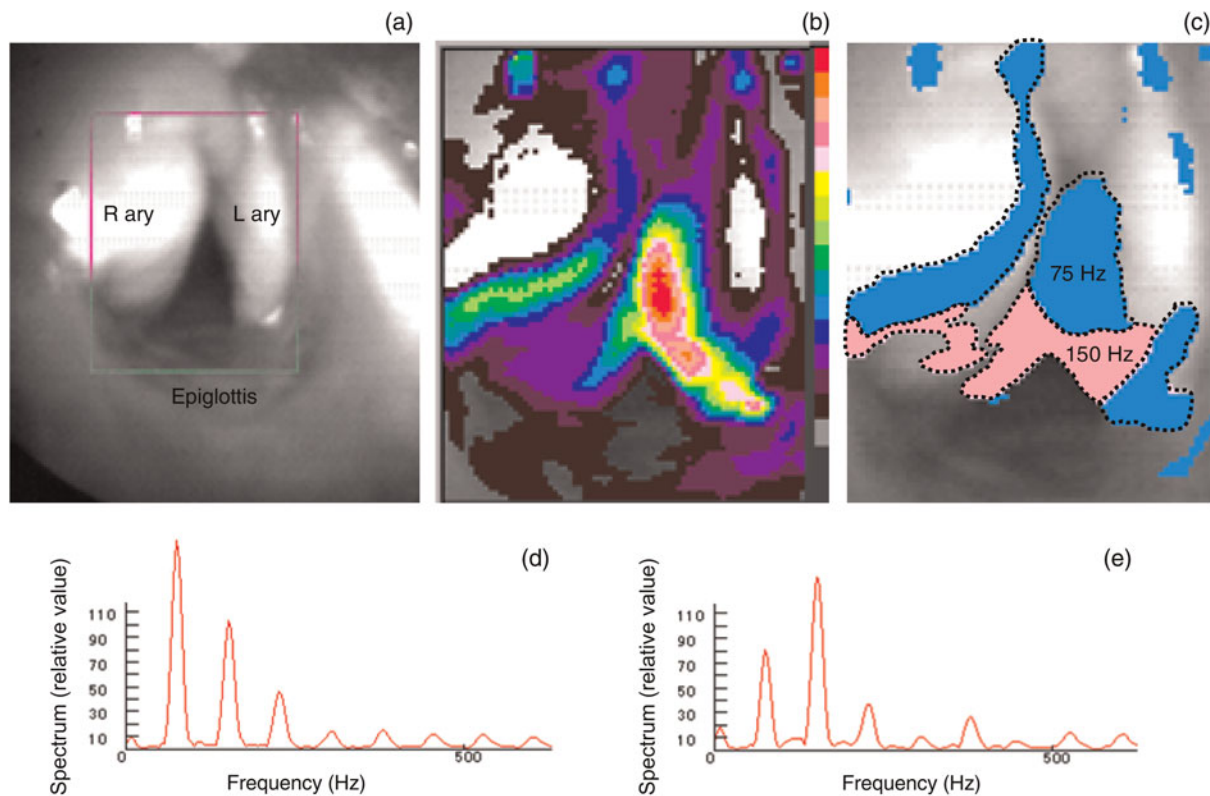 (a)
(b)
(c)
R ary
L ary
Epiglottis
75 Hz
150 Hz
(d)
Spectrum (relative value)
110
90
70
50
30
10
0
500
Frequency (Hz)
(e)
Spectrum (relative value)
110
90
70
50
30
10
0
500
Frequency (Hz)